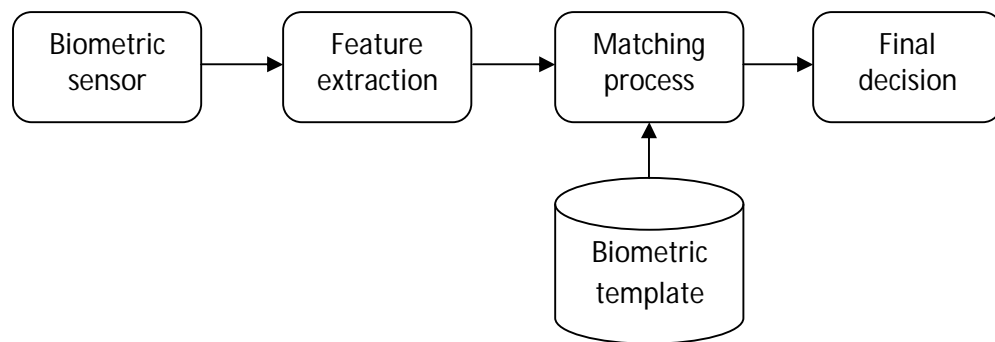 Biometric
sensor
Feature
extraction
Matching
process
Final
decision
Biometric
template